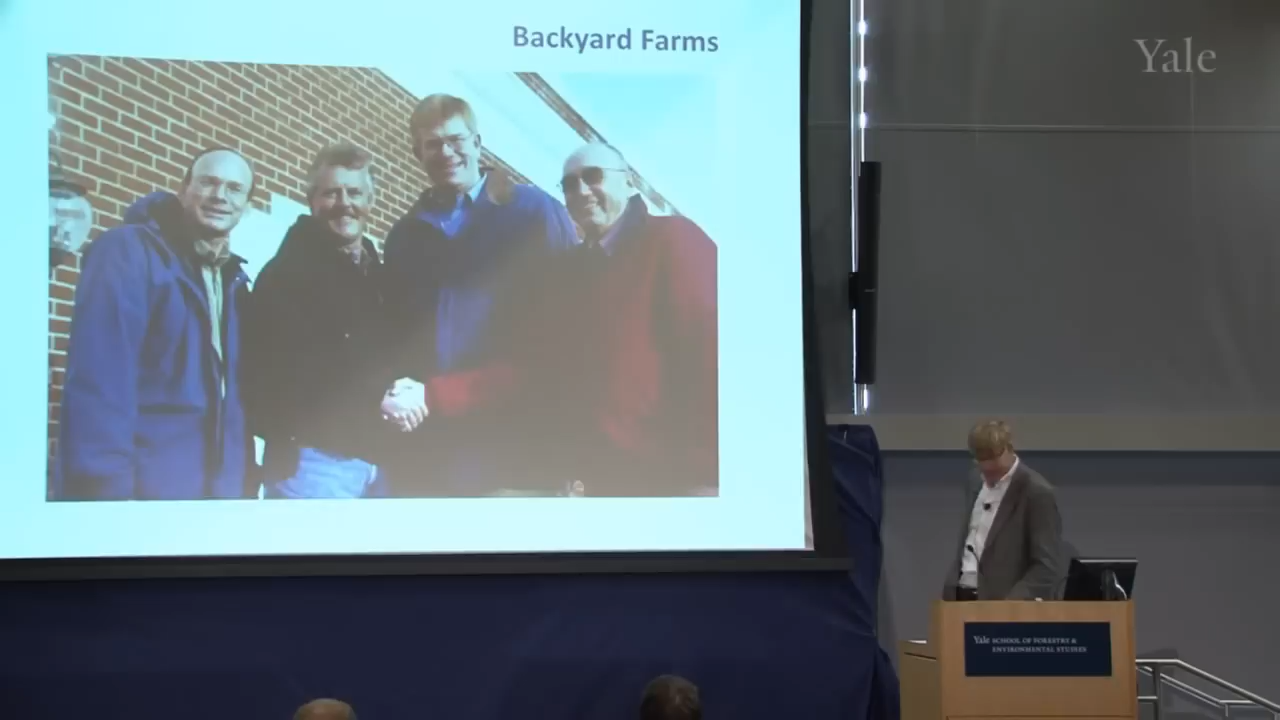 Backyard Farms
Yale
Yale SCHOOL OF FORESTRY &
ENVIRONMENTAL STUDIES